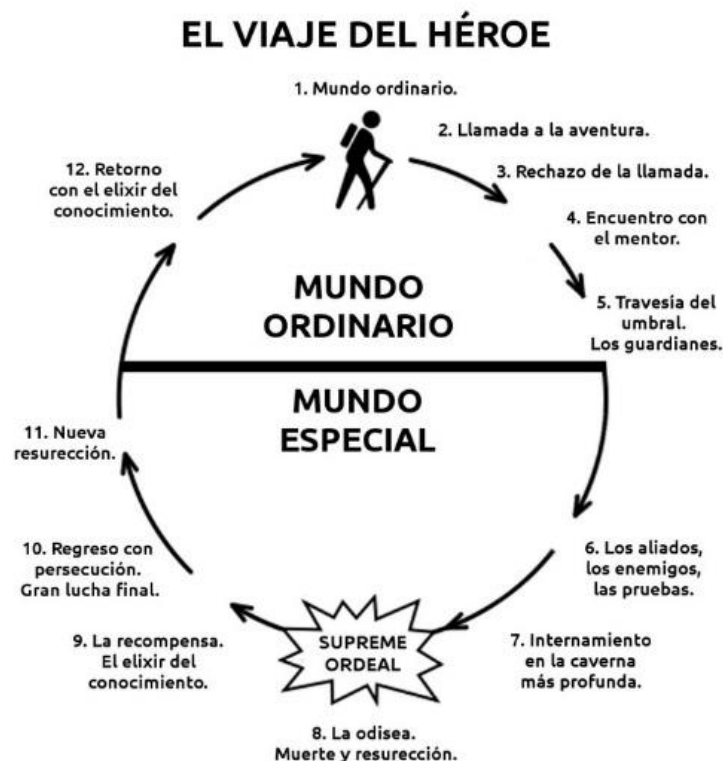 EL VIAJE DEL HÉROE
1. Mundo ordinario.
2. Llamada a la aventura.
3. Rechazo de la llamada.
4. Encuentro con
el mentor.
5. Travesía del
umbral.
Los guardianes.
MUNDO
ORDINARIO
MUNDO
ESPECIAL
6. Los aliados,
los enemigos,
las pruebas.
7. Internamiento
en la caverna
más profunda.
SUPREME
ORDEAL
8. La odisea.
Muerte y resurección.
9. La recompensa.
El elixir del
conocimiento.
10. Regreso con
persecución.
Gran lucha final.
11. Nueva
resurección.
12. Retorno
con el elixir del
conocimiento.